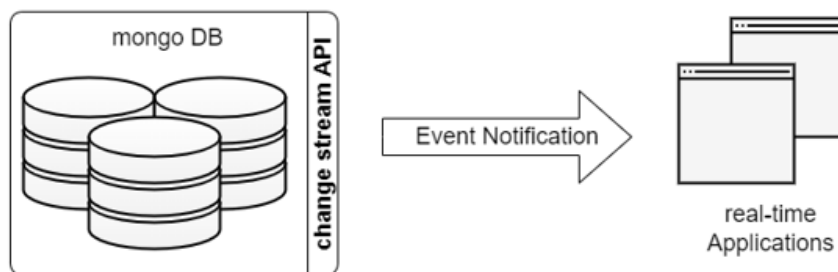 mongo DB
change stream API
Event Notification
real-time
Applications